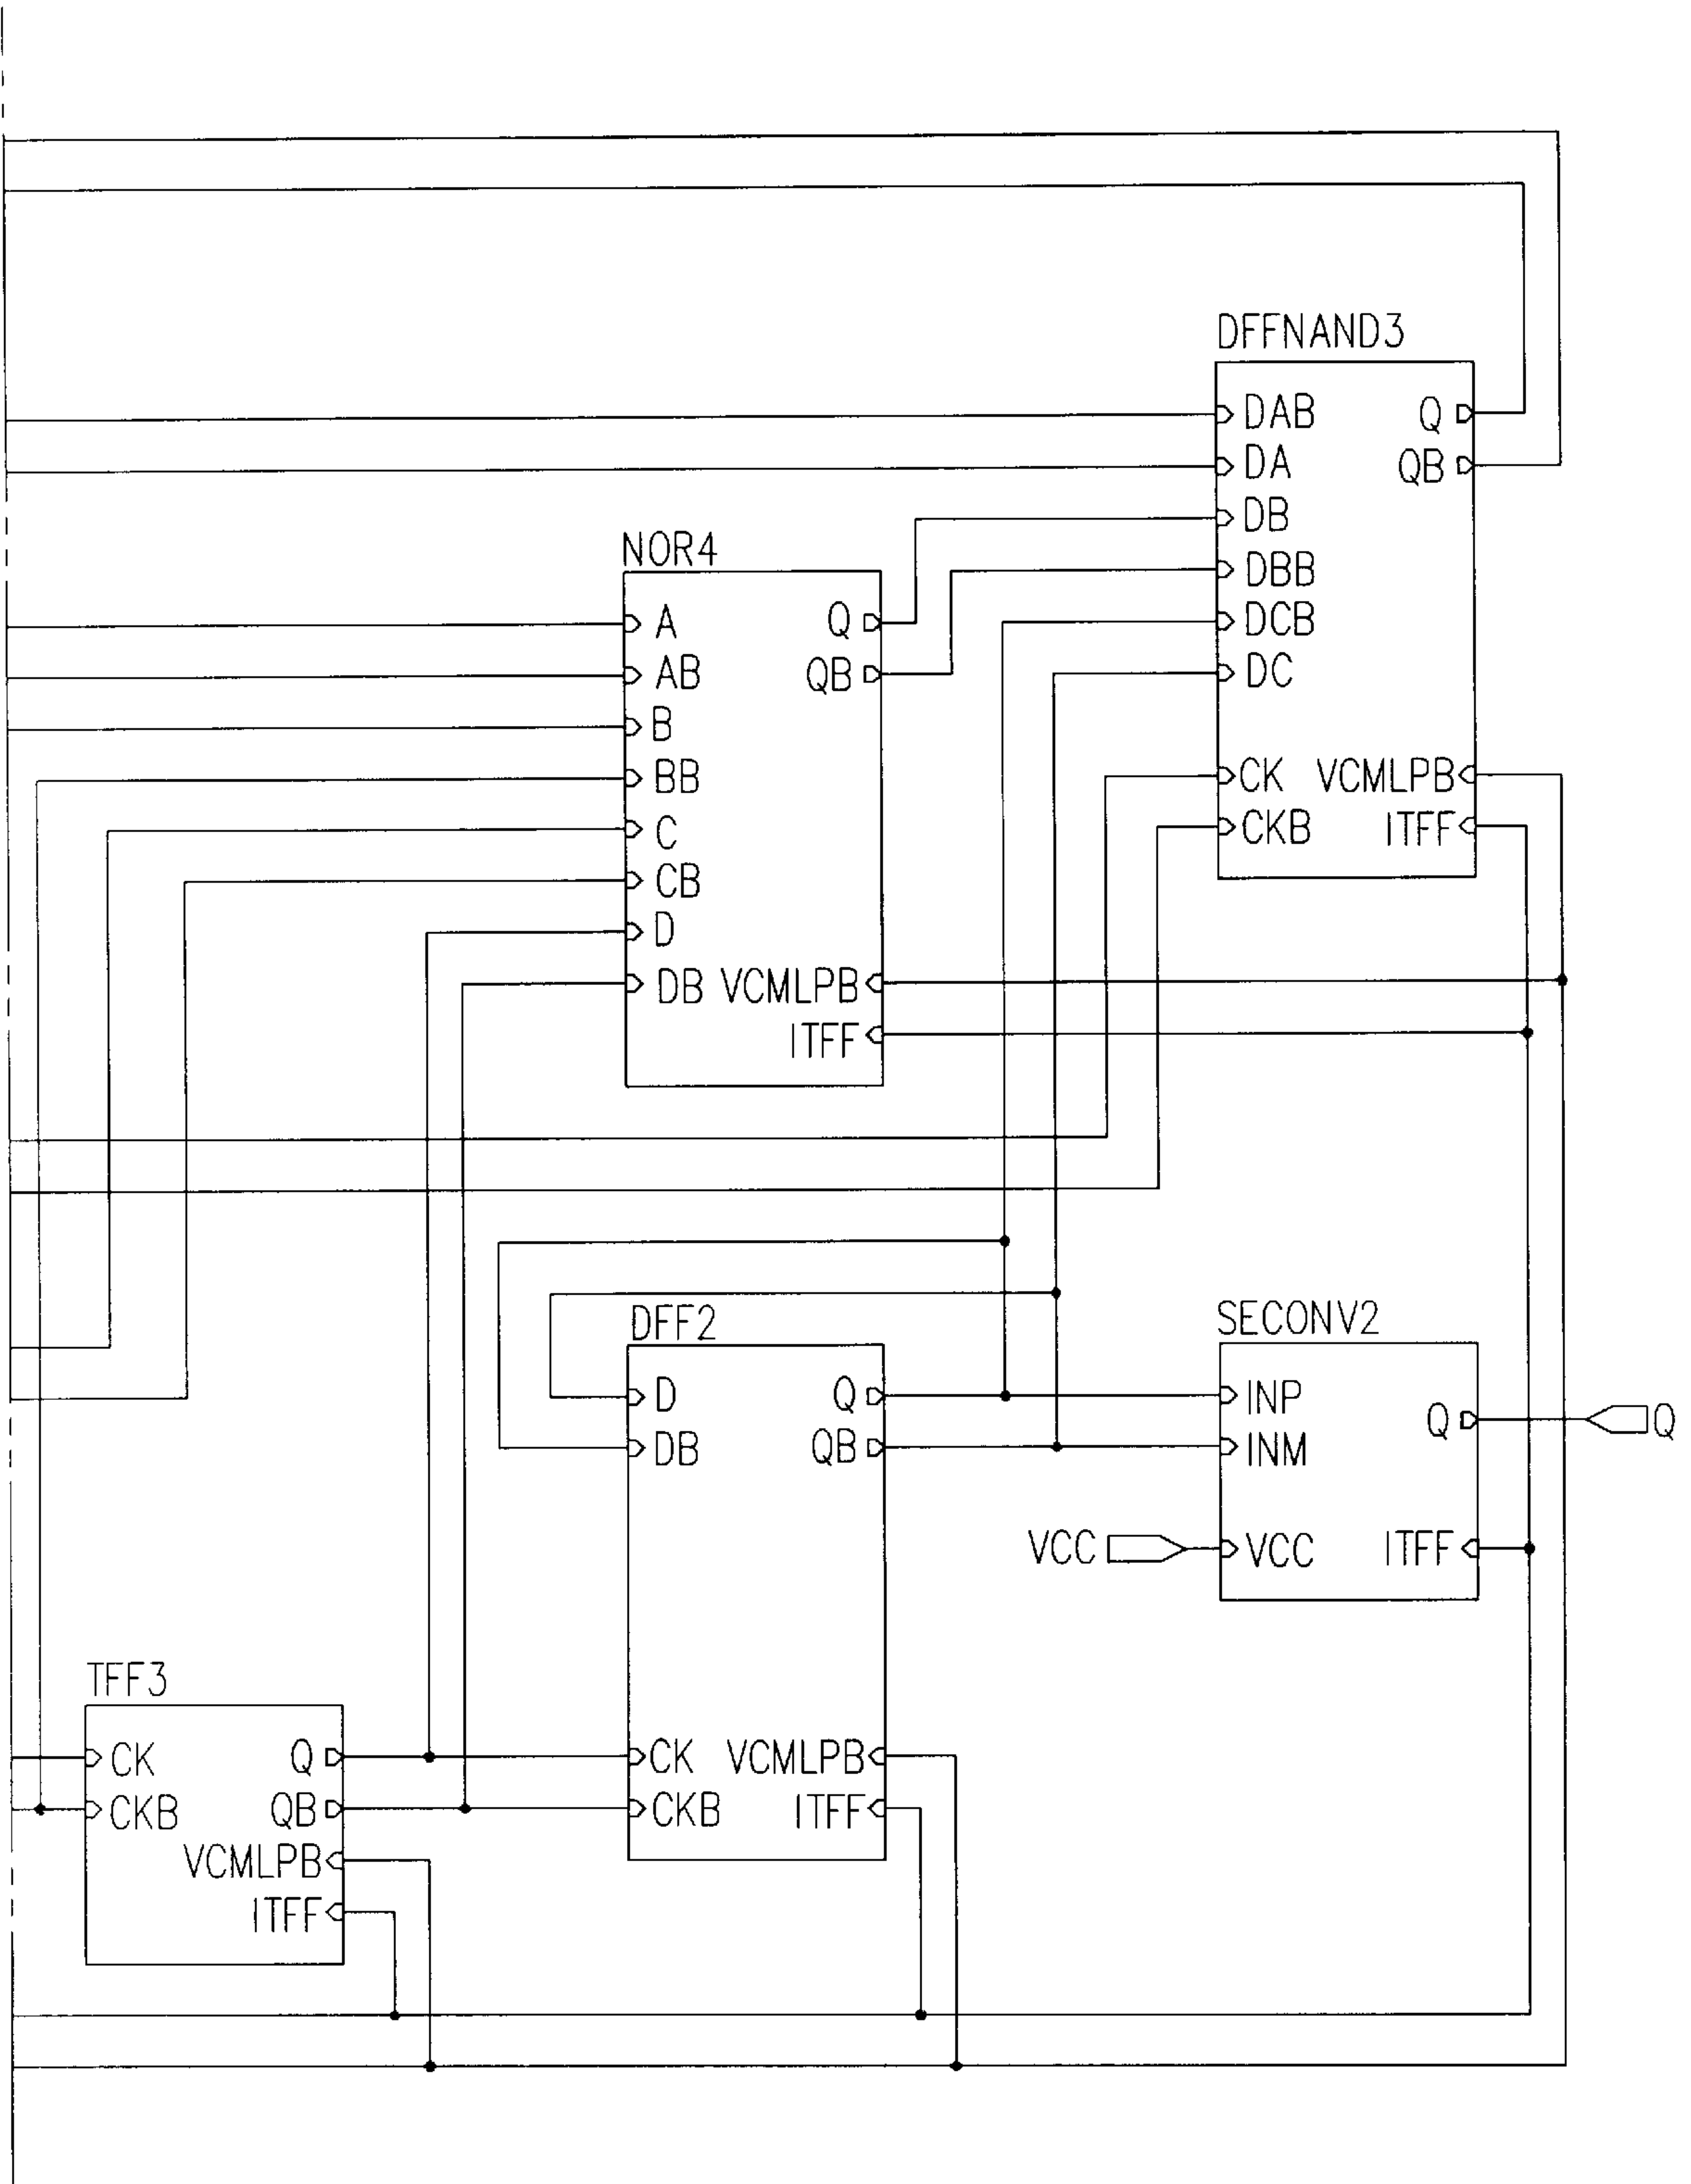 DFFNAND3
DAB Q
DA QB
DB
DBB
DCB
DC
CK VCMLPB
CKB ITFF
NOR4
A Q
AB QB
B
BB
C
CB
D
DB VCMLPB
ITFF
DFF2
D Q
DB QB
CK VCMLPB
CKB ITFF
SECONV2
INP Q
INM
VCC ITFF
VCC
Q
TFF3
CK Q
CKB QB
VCMLPB
ITFF